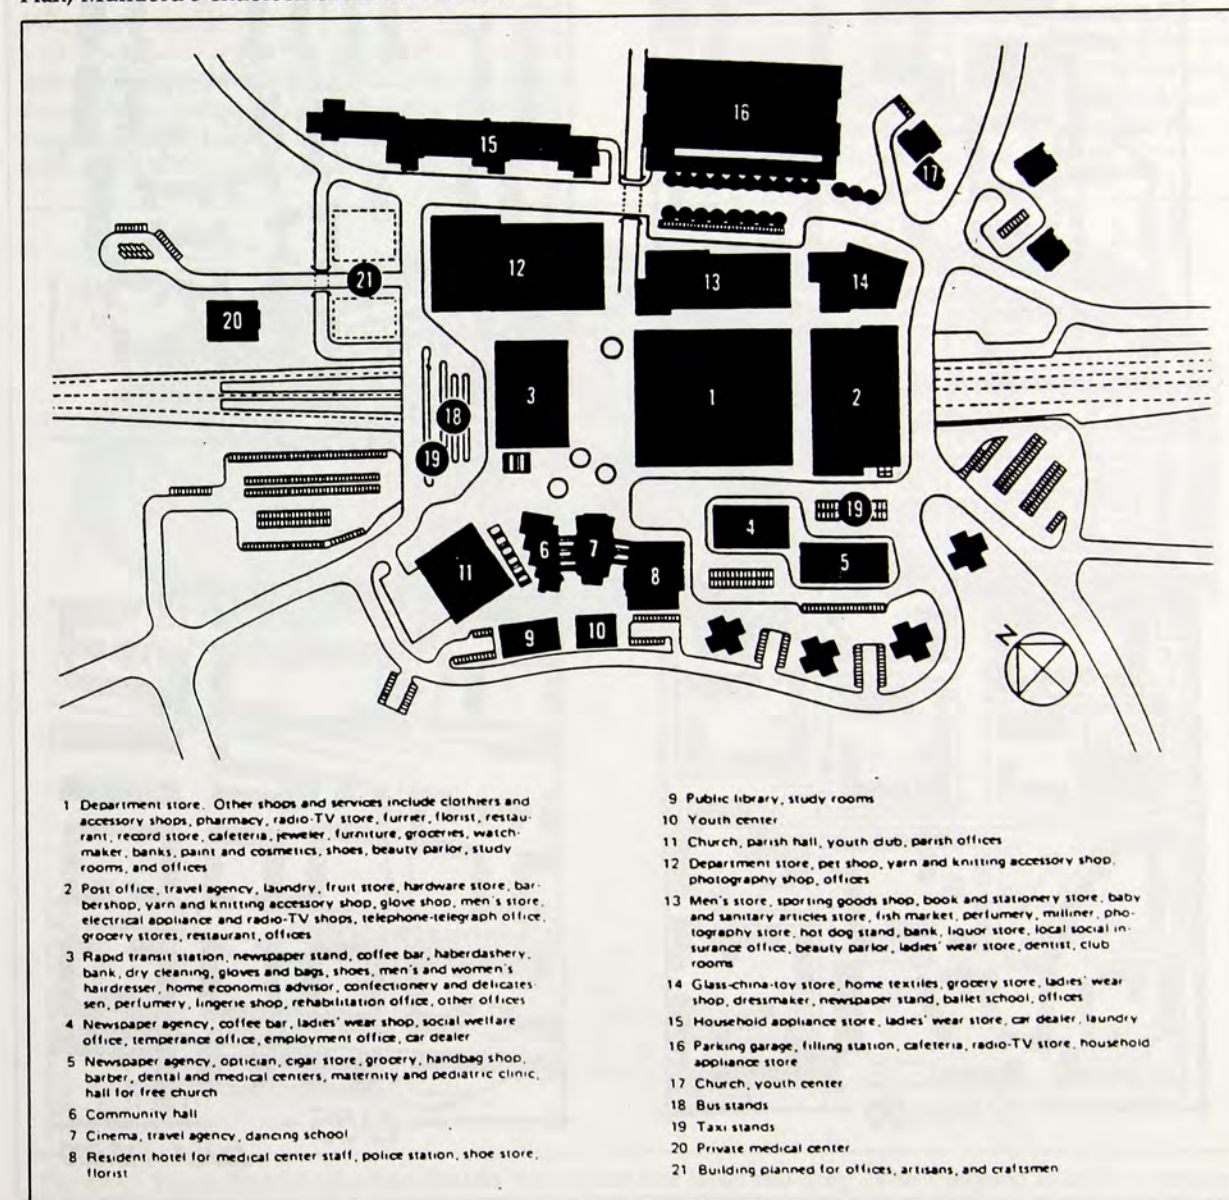 16
15
17
12
13
14
21
20
3
1
2
18
19
19
4
6
7
5
11
8
9
10
N
1 Department store. Other shops and services include clothiers and
accessory shops, pharmacy, radio-TV store, furrier, florist, restau-
rant, record store, cafeteria, jeweler, furniture, groceries, watch-
maker, banks, paint and cosmetics, shoes, beauty parlor, study
rooms, and offices
2 Post office, travel agency, laundry, fruit store, hardware store, bar-
bershop, yarn and knitting accessory shop, glove shop, men's store,
electrical appliance and radio-TV shops, telephone-telegraph office,
grocery stores, restaurant, offices
3 Rapid transit station, newspaper stand, coffee bar, haberdashery,
bank, dry cleaning, gloves and bags, shoes, men's and women's
hairdresser, home economics advisor, confectionery and delicates-
sen, perfumery, lingerie shop, rehabilitation office, other offices
4 Newspaper agency, coffee bar, ladies' wear shop, social welfare
office, temperance office, employment office, car dealer
5 Newspaper agency, optician, cigar store, grocery, handbag shop,
barber, dental and medical centers, maternity and pediatric clinic,
hall for free church
6 Community hall
7 Cinema, travel agency, dancing school
8 Resident hotel for medical center staff, police station, shoe store,
florist
9 Public library, study rooms
10 Youth center
11 Church, parish hall, youth club, parish offices
12 Department store, pet shop, yarn and knitting accessory shop,
photography shop, offices
13 Men's store, sporting goods shop, book and stationery store, baby
and sanitary articles store, fish market, perfumery, milliner, pho-
tography store, hot dog stand, bank, liquor store, local social in-
surance office, beauty parlor, ladies' wear store, dentist, club
rooms
14 Glass-china-toy store, home textiles, grocery store, ladies' wear
shop, dressmaker, newspaper stand, ballet school, offices
15 Household appliance store, ladies' wear store, car dealer, laundry
16 Parking garage, filling station, cafeteria, radio-TV store, household
appliance store
17 Church, youth center
18 Bus stands
19 Taxi stands
20 Private medical center
21 Building planned for offices, artisans, and craftsmen